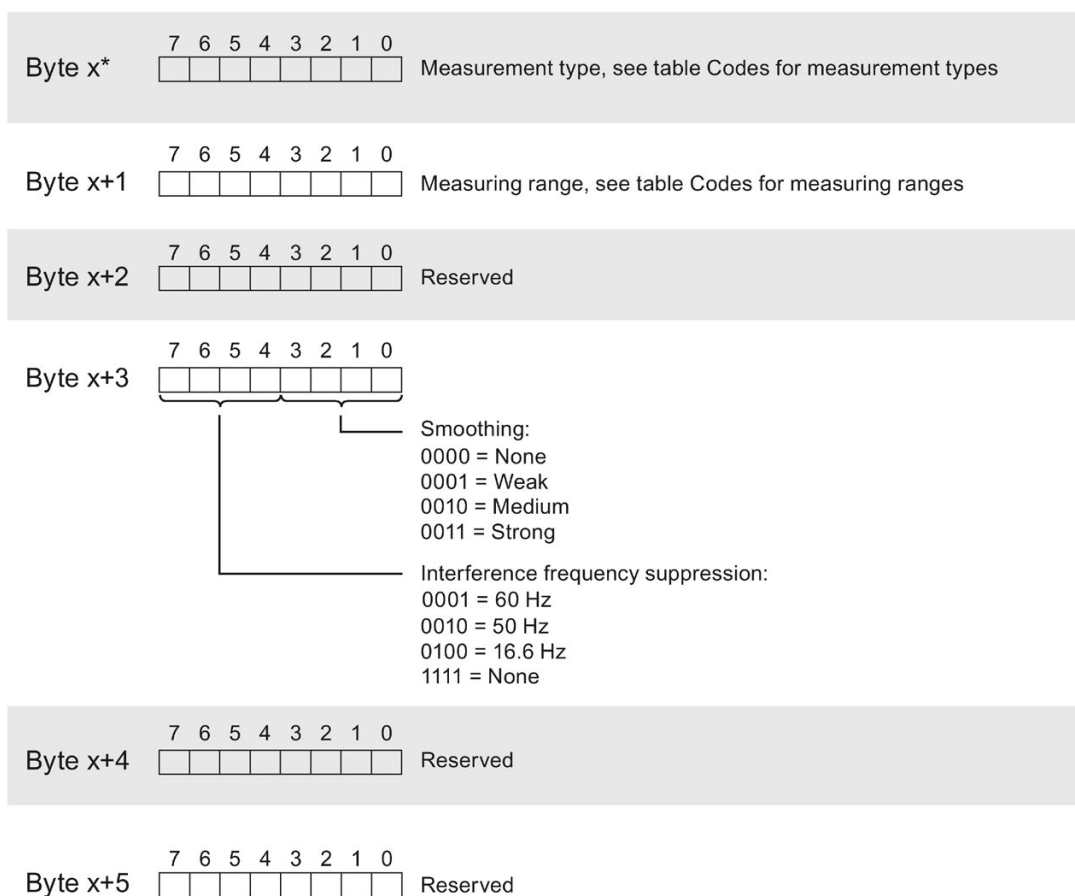 7 6 5 4 3 2 1 0
Byte x* Measurement type, see table Codes for measurement types
7 6 5 4 3 2 1 0
Byte x+1 Measuring range, see table Codes for measuring ranges
7 6 5 4 3 2 1 0
Byte x+2 Reserved
7 6 5 4 3 2 1 0
Byte x+3
Smoothing:
0000 = None
0001 = Weak
0010 = Medium
0011 = Strong
Interference frequency suppression:
0001 = 60 Hz
0010 = 50 Hz
0100 = 16.6 Hz
1111 = None
7 6 5 4 3 2 1 0
Byte x+4 Reserved
7 6 5 4 3 2 1 0
Byte x+5 Reserved